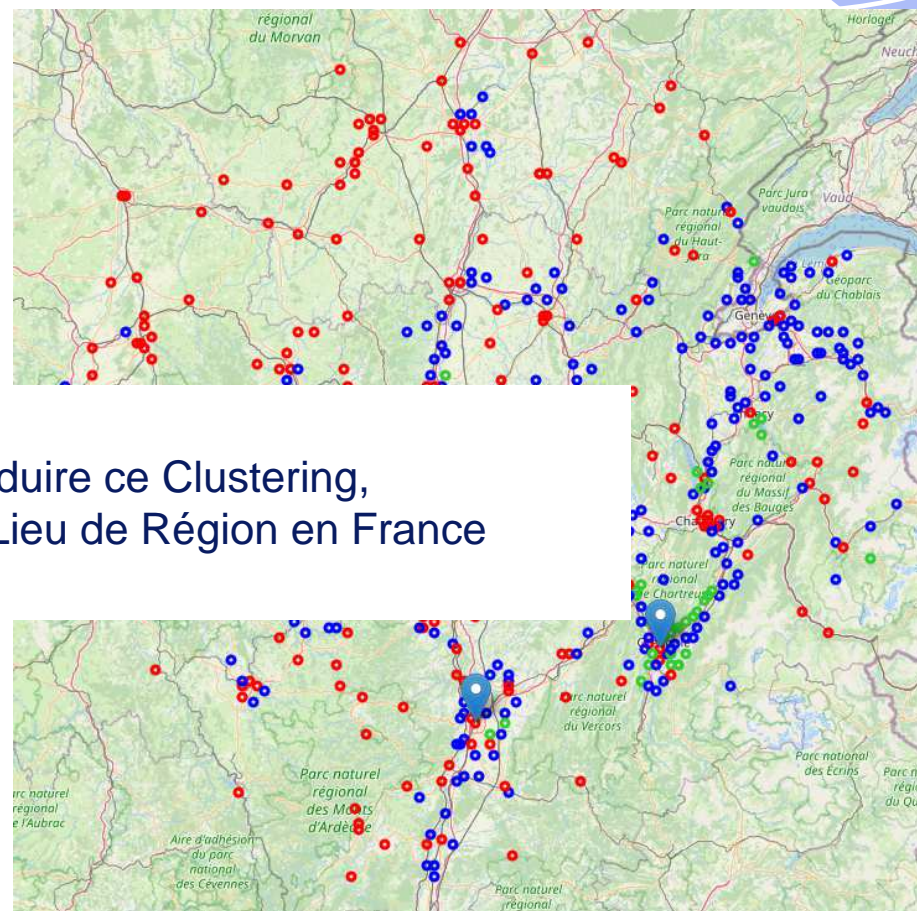 régional
du Morvan
Horloger
Parc Jura
vaudois
Vaud
Parc naturel
régional
du Haut-
Jura
Géoparc
du Chablais
Parc naturel
régional
du Massif
des Bauges
duire ce Clustering,
Lieu de Région en France
Parc naturel
régional
de Chartreuse
Parc naturel
régional
du Vercors
Parc national
des Écrins
Parc naturel
régional
des Monts
d'Ardèche
Aire d'adhésion
du parc
national
des Cévennes
Parc naturel
régional